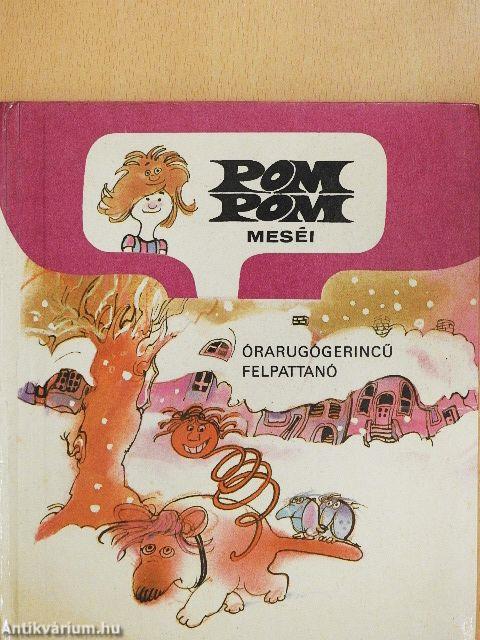 POM
POM
MESÉI
ÓRARUGÓGERINCŰ
FELPATTANÓ
Antikvárium.hu